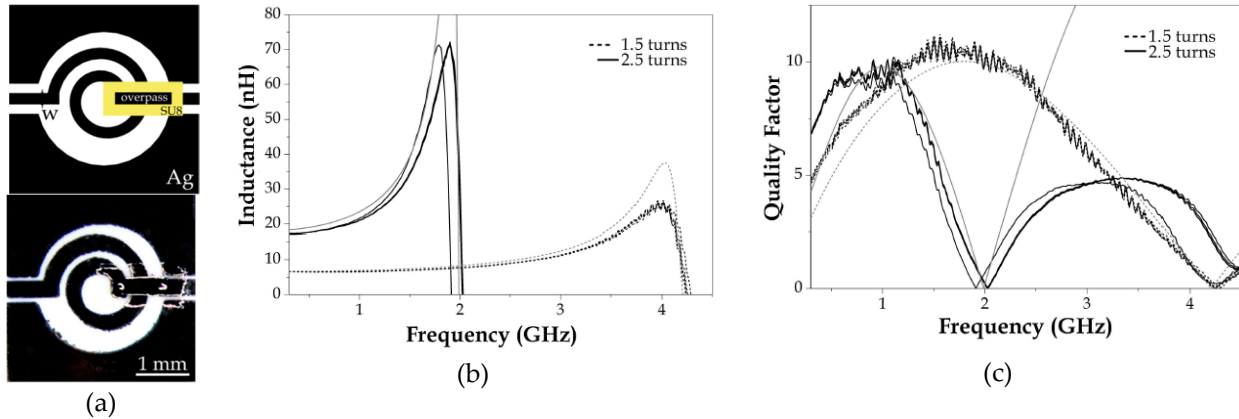 overpass
SU8
w
Ag
1 mm
(a)
80
70
60
50
40
30
20
10
0
Inductance (nH)
1.5 turns
2.5 turns
1
2
3
4
Frequency (GHz)
(b)
10
5
0
Quality Factor
1.5 turns
2.5 turns
1
2
3
4
Frequency (GHz)
(c)